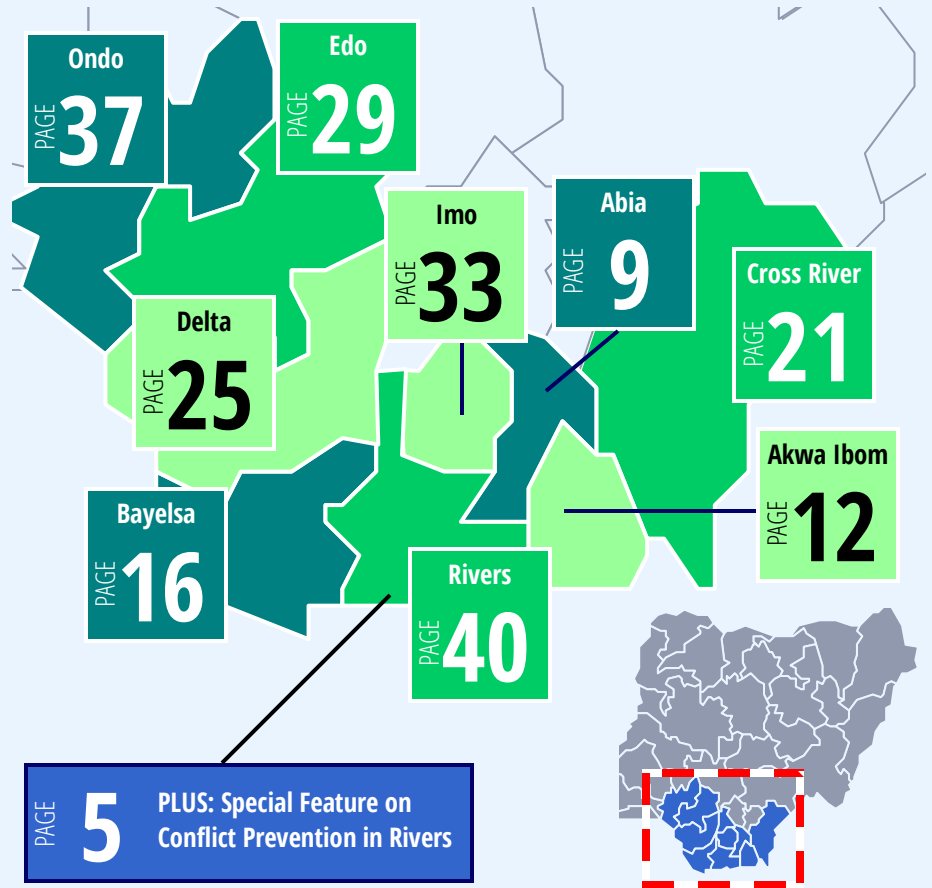 Ondo
PAGE 37
Edo
PAGE 29
Imo
PAGE 33
Abia
PAGE 9
Cross River
PAGE 21
Delta
PAGE 25
Akwa Ibom
PAGE 12
Bayelsa
PAGE 16
Rivers
PAGE 40
PAGE 5
PLUS: Special Feature on
Conflict Prevention in Rivers